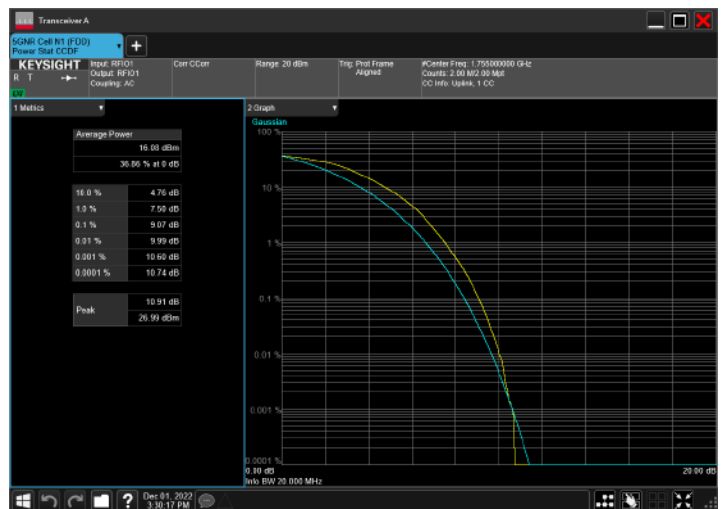 Transceiver A
5GNR Cell N1 (FDD)
Power Stat CCDF
KEYSIGHT
R T
Input: RFIO1
Output: RFIO1
Coupling: AC
Corr CCorr
Range: 20 dBm
Trig: Prot Frame
Aligned
#Center Freq: 1.755000000 GHz
Counts: 2.00 M/2.00 Mpt
CC Info: Uplink, 1 CC
1 Metrics
Average Power
16.08 dBm
36.86 % at 0 dB
10.0 % 4.76 dB
1.0 % 7.50 dB
0.1 % 9.07 dB
0.01 % 9.99 dB
0.001 % 10.60 dB
0.0001 % 10.74 dB
Peak
10.91 dB
26.99 dBm
2 Graph
Gaussian
100 %
10 %
1 %
0.1 %
0.01 %
0.001 %
0.0001 %
0.00 dB
20.00 dB
Info BW 20.000 MHz
?
Dec 01, 2022
3:30:17 PM